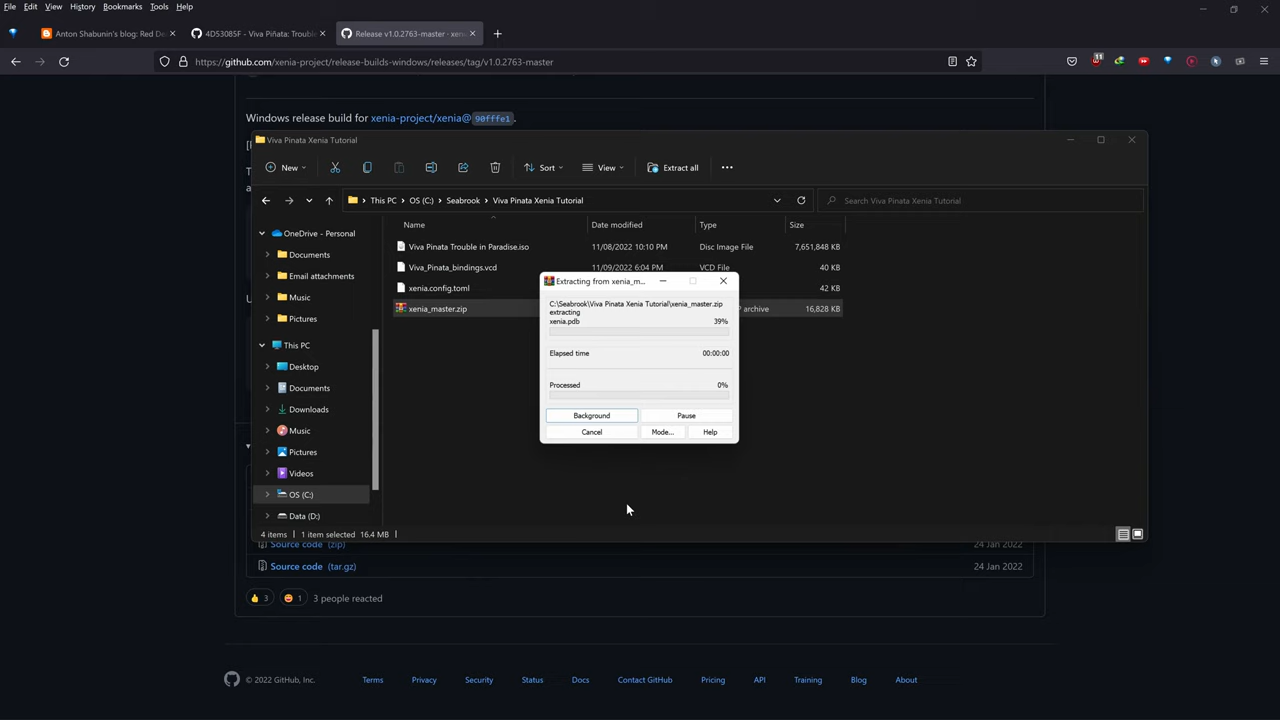 File Edit View History Bookmarks Tools Help
Anton Shabunin's blog: Red De
4D53085F - Viva Piñata: Trouble
Release v1.0.2763-master · xeni
https://github.com/xenia-project/release-builds-windows/releases/tag/v1.0.2763-master
11
Windows release build for xenia-project/xenia@ 90fffe1.
Viva Pinata Xenia Tutorial
New
Sort
View
Extract all
This PC > OS (C:) > Seabrook > Viva Pinata Xenia Tutorial
Search Viva Pinata Xenia Tutorial
Name Date modified Type Size
OneDrive - Personal
Documents
Email attachments
Music
Pictures
This PC
Desktop
Documents
Downloads
Music
Pictures
Videos
OS (C:)
Data (D:)
Viva Pinata Trouble in Paradise.iso 11/08/2022 10:10 PM Disc Image File 7,651,848 KB
Viva_Pinata_bindings.vcd 11/09/2022 6:04 PM VCD File 40 KB
xenia.config.toml 42 KB
xenia_master.zip archive 16,828 KB
Extracting from xenia_m...
C:\Seabrook\Viva Pinata Xenia Tutorial\xenia_master.zip
extracting
xenia.pdb 39%
Elapsed time 00:00:00
Processed 0%
Background Pause
Cancel Mode... Help
4 items 1 item selected 16.4 MB
Source code (zip) 24 Jan 2022
Source code (tar.gz) 24 Jan 2022
3 1 3 people reacted
© 2022 GitHub, Inc. Terms Privacy Security Status Docs Contact GitHub Pricing API Training Blog About